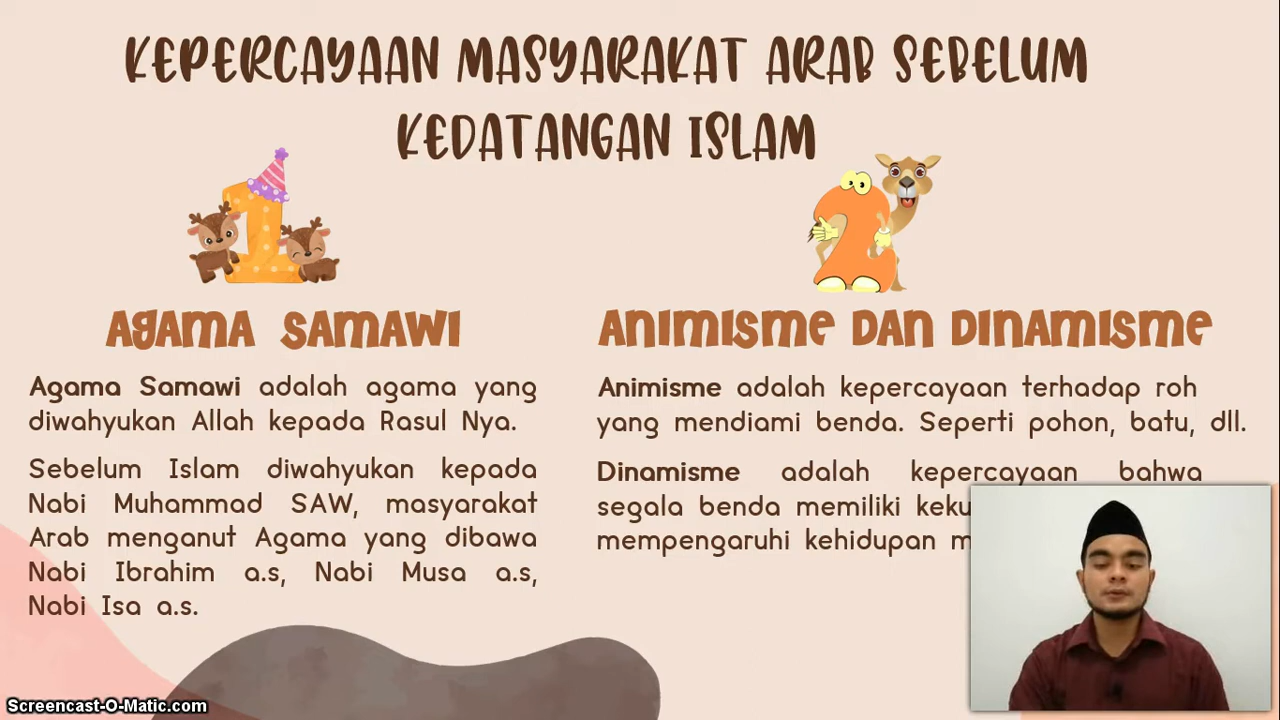 KEPERCAYAAN MASYARAKAT ARAB SEBELUM
KEDATANGAN ISLAM
1
AGAMA SAMAWI
Agama Samawi adalah agama yang
diwahyukan Allah kepada Rasul Nya.
Sebelum Islam diwahyukan kepada
Nabi Muhammad SAW, masyarakat
Arab menganut Agama yang dibawa
Nabi Ibrahim a.s, Nabi Musa a.s,
Nabi Isa a.s.
2
ANIMISME DAN DINAMISME
Animisme adalah kepercayaan terhadap roh
yang mendiami benda. Seperti pohon, batu, dll.
Dinamisme adalah kepercayaan bahwa
segala benda memiliki
mempengaruhi kehidupan
Screencast-O-Matic.com